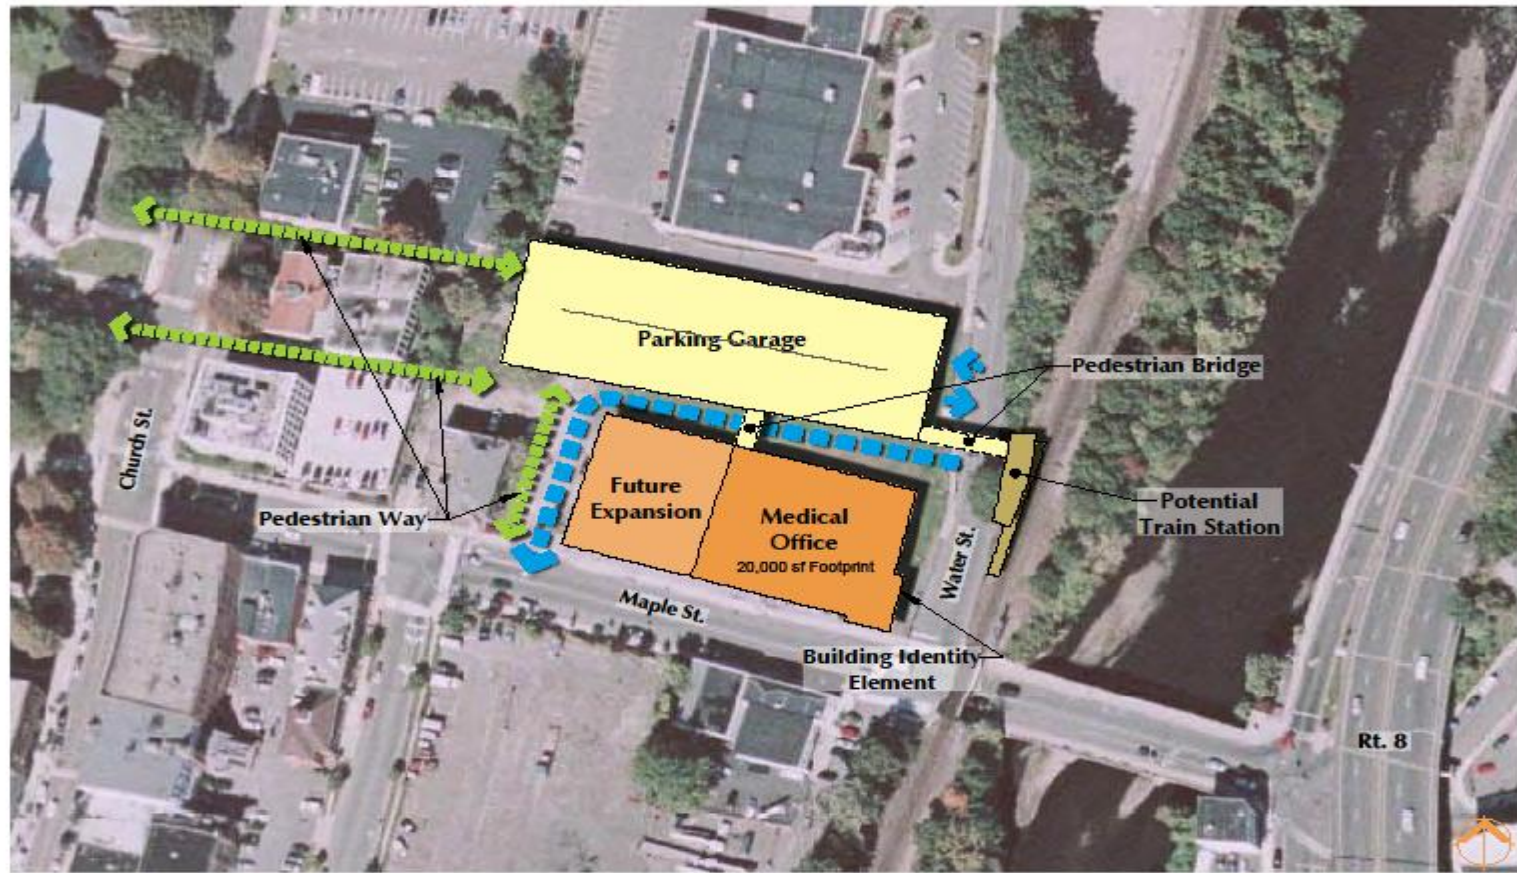 Parking Garage
Pedestrian Bridge
Church St.
Future
Expansion
Medical
Office
20,000 sf Footprint
Potential
Train Station
Pedestrian Way
Water St.
Maple St.
Building Identity
Element
Rt. 8